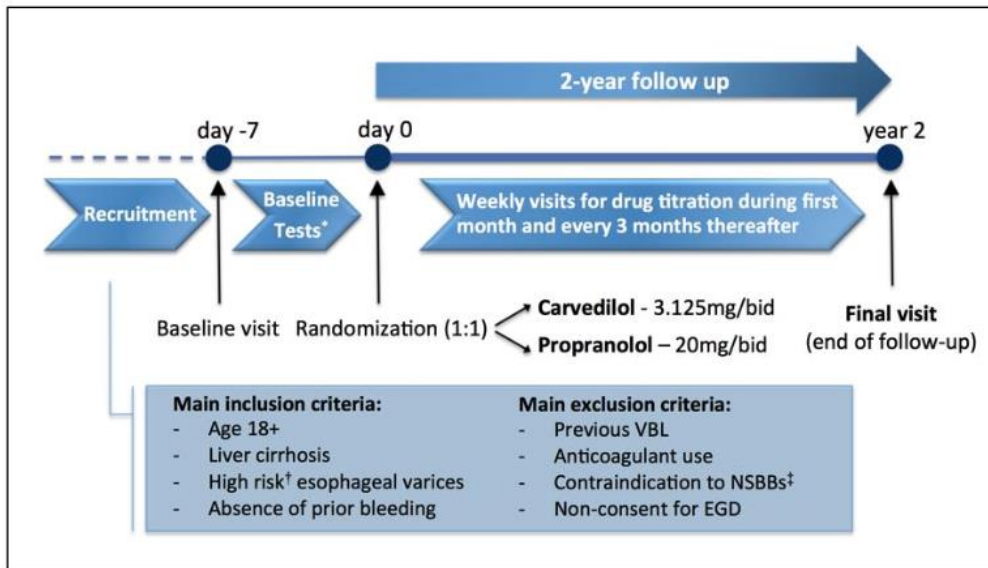 2-year follow up
day -7
day 0
year 2
Recruitment
Baseline
Tests*
Weekly visits for drug titration during first
month and every 3 months thereafter
Baseline visit
Randomization (1:1)
Carvedilol - 3.125mg/bid
Propranolol – 20mg/bid
Final visit
(end of follow-up)
Main inclusion criteria:
- Age 18+
- Liver cirrhosis
- High risk† esophageal varices
- Absence of prior bleeding
Main exclusion criteria:
- Previous VBL
- Anticoagulant use
- Contraindication to NSBBs‡
- Non-consent for EGD